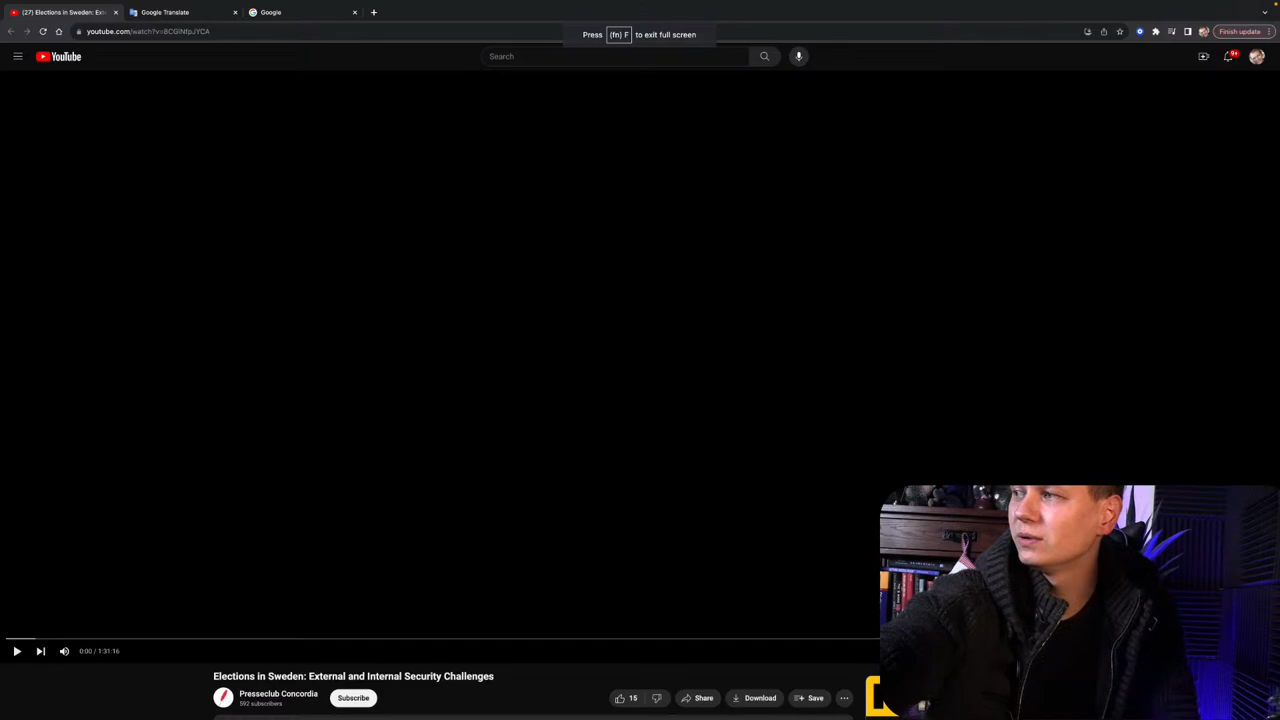 (27) Elections in Sweden: Ext
Google Translate
Google
youtube.com/watch?v=8CGlNfpJYCA
Press (fn) F to exit full screen
Finish update
YouTube
Search
9+
0:00 / 1:31:16
Elections in Sweden: External and Internal Security Challenges
Presseclub Concordia
592 subscribers
Subscribe
15
Share
Download
Save